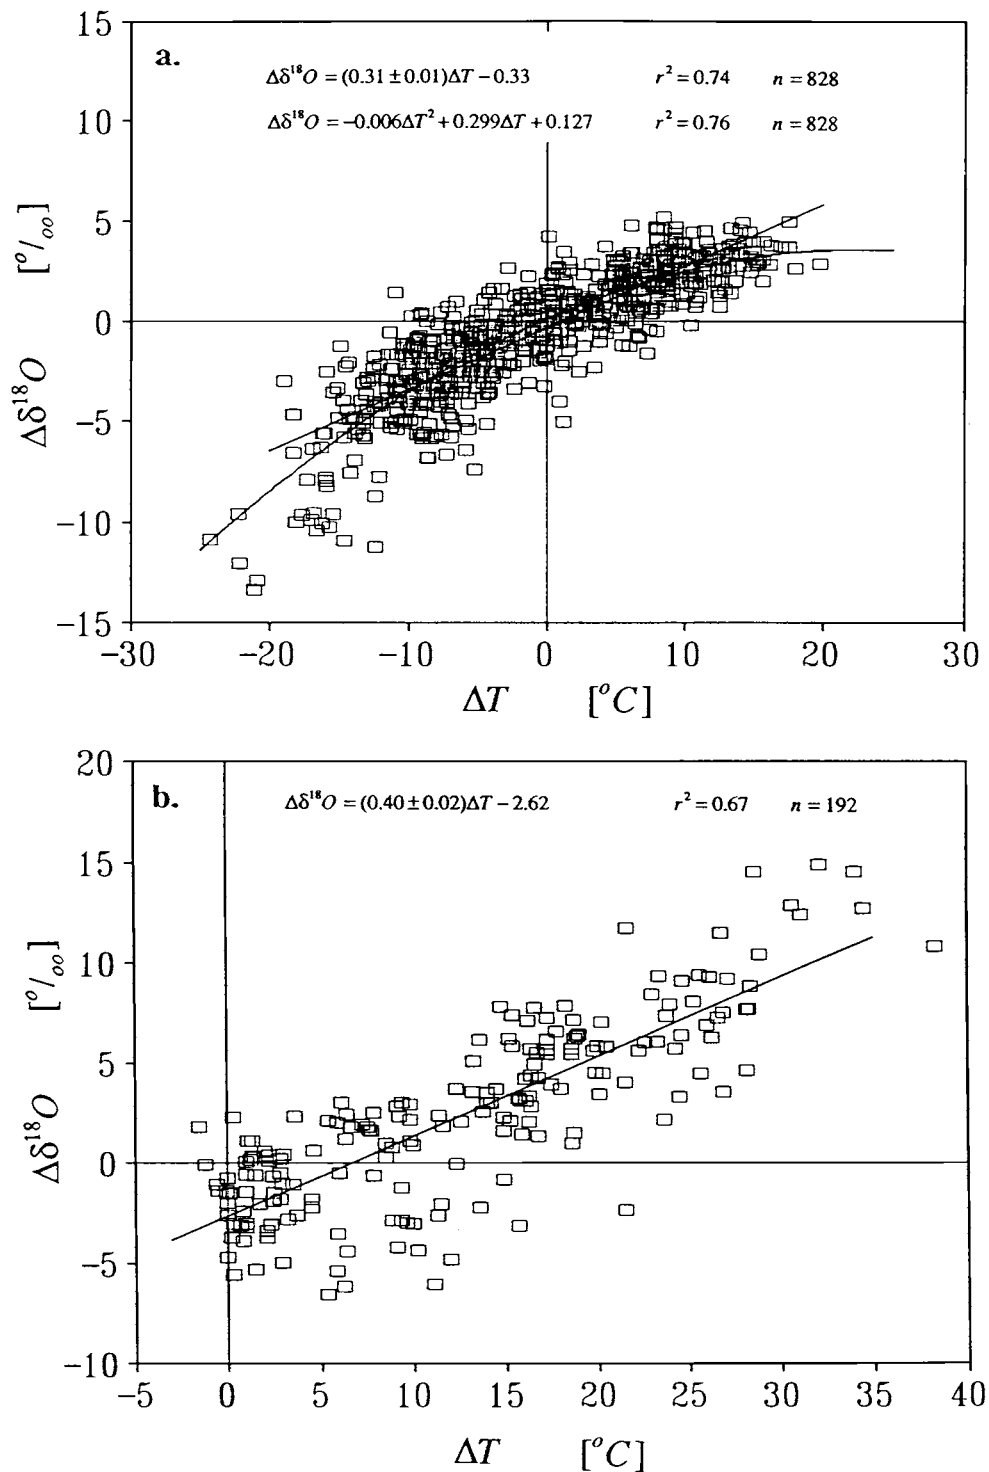 a.
Δδ¹⁸O = (0.31 ± 0.01)ΔT − 0.33 r² = 0.74 n = 828
Δδ¹⁸O = −0.006ΔT² + 0.299ΔT + 0.127 r² = 0.76 n = 828
15
10
5
0
−5
−10
−15
Δδ¹⁸O [°/₀₀]
−30 −20 −10 0 10 20 30
ΔT [°C]
b.
Δδ¹⁸O = (0.40 ± 0.02)ΔT − 2.62 r² = 0.67 n = 192
20
15
10
5
0
−5
−10
Δδ¹⁸O [°/₀₀]
−5 0 5 10 15 20 25 30 35 40
ΔT [°C]